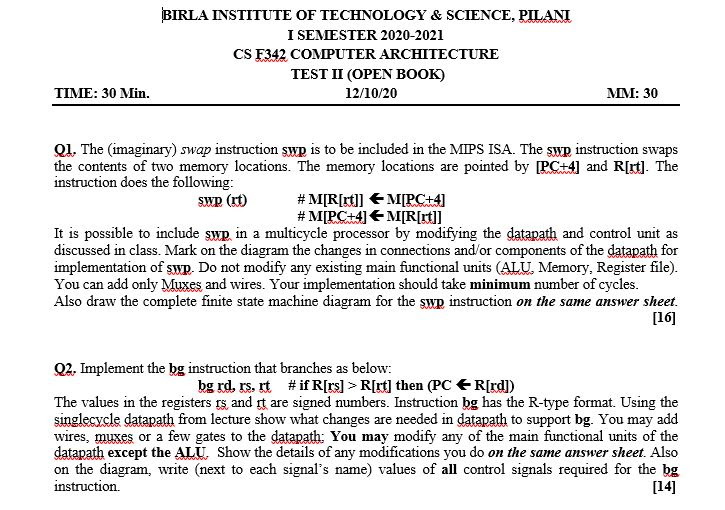 BIRLA INSTITUTE OF TECHNOLOGY & SCIENCE, PILANI
I SEMESTER 2020-2021
CS F342 COMPUTER ARCHITECTURE
TEST II (OPEN BOOK)
TIME: 30 Min. 12/10/20 MM: 30
Q1. The (imaginary) swap instruction swp is to be included in the MIPS ISA. The swp instruction swaps
the contents of two memory locations. The memory locations are pointed by [PC+4] and R[rt]. The
instruction does the following:
swp (rt) # M[R[rt]] 🡨 M[PC+4]
# M[PC+4] 🡨 M[R[rt]]
It is possible to include swp in a multicycle processor by modifying the datapath and control unit as
discussed in class. Mark on the diagram the changes in connections and/or components of the datapath for
implementation of swp. Do not modify any existing main functional units (ALU, Memory, Register file).
You can add only Muxes and wires. Your implementation should take minimum number of cycles.
Also draw the complete finite state machine diagram for the swp instruction on the same answer sheet.
[16]
Q2. Implement the bg instruction that branches as below:
bg rd, rs, rt # if R[rs] > R[rt] then (PC 🡨 R[rd])
The values in the registers rs and rt are signed numbers. Instruction bg has the R-type format. Using the
singlecycle datapath from lecture show what changes are needed in datapath to support bg. You may add
wires, muxes or a few gates to the datapath; You may modify any of the main functional units of the
datapath except the ALU. Show the details of any modifications you do on the same answer sheet. Also
on the diagram, write (next to each signal's name) values of all control signals required for the bg
instruction. [14]